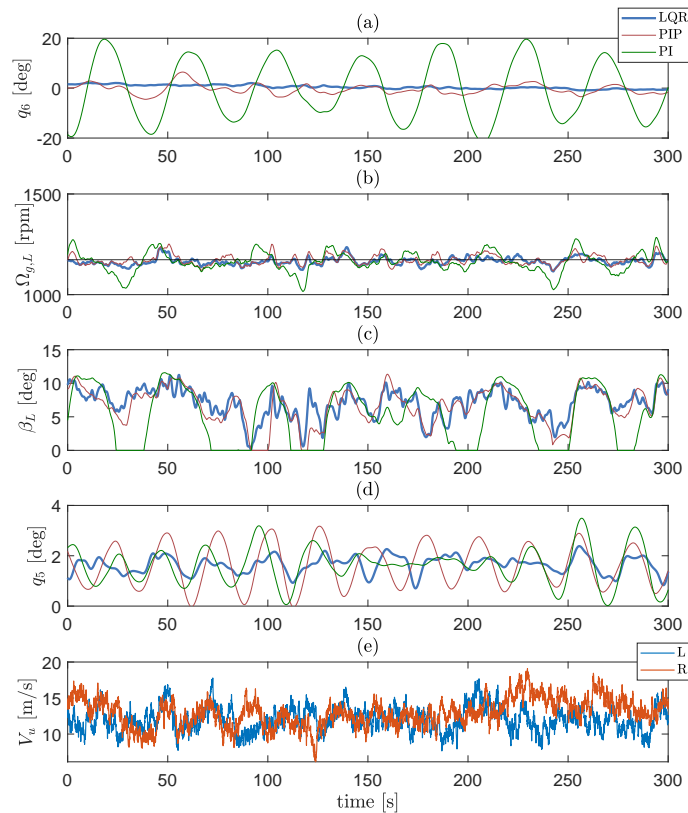 (a)
LQR
PIP
PI
q6 [deg]
20
0
-20
0 50 100 150 200 250 300
(b)
Ωg,L [rpm]
1500
1000
0 50 100 150 200 250 300
(c)
βL [deg]
15
10
5
0
0 50 100 150 200 250 300
(d)
q5 [deg]
4
2
0
0 50 100 150 200 250 300
(e)
L
R
Vu [m/s]
20
15
10
0 50 100 150 200 250 300
time [s]